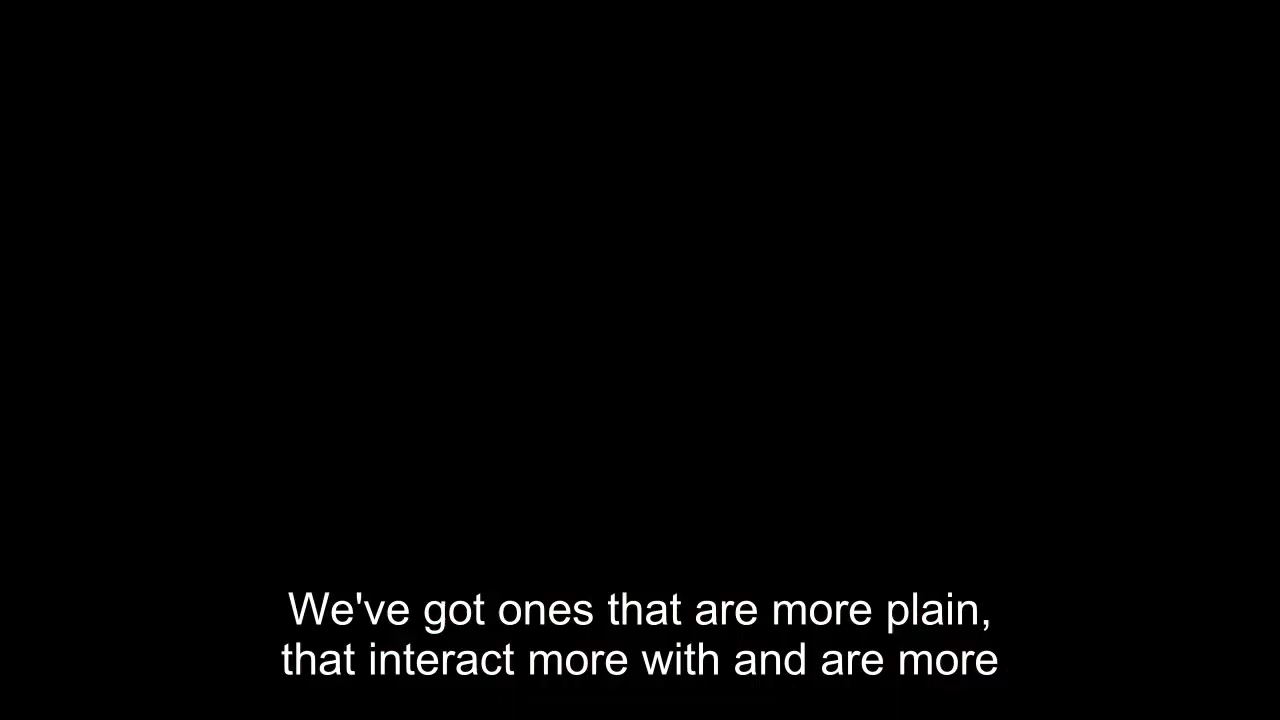 We've got ones that are more plain,
that interact more with and are more